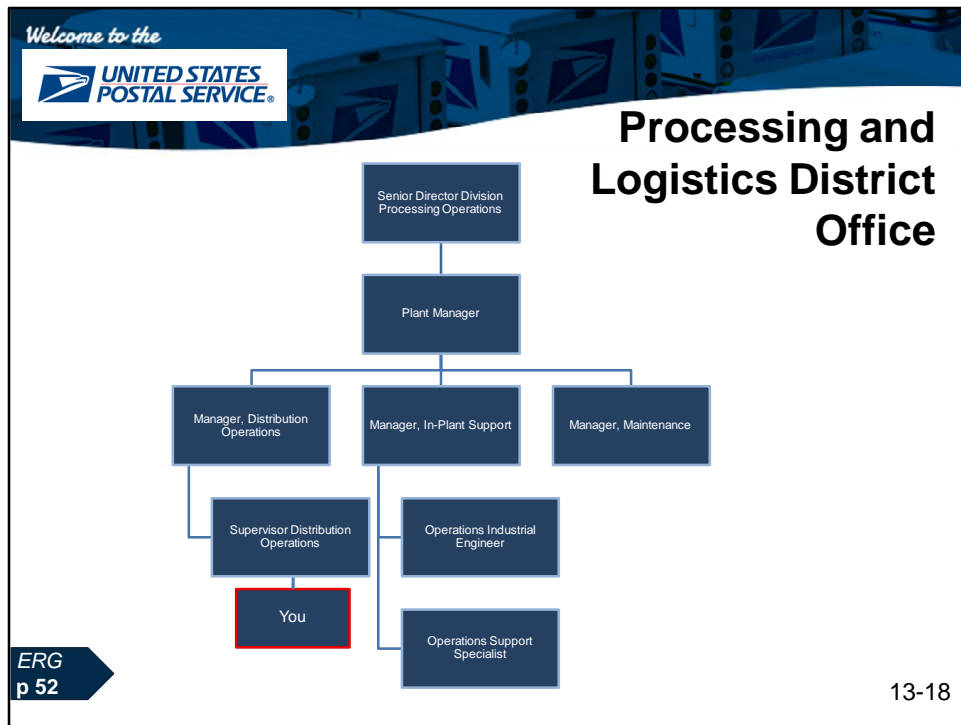 Welcome to the
UNITED STATES
POSTAL SERVICE®
Processing and
Logistics District
Office
Senior Director Division
Processing Operations
Plant Manager
Manager, Distribution
Operations
Manager, In-Plant Support
Manager, Maintenance
Supervisor Distribution
Operations
Operations Industrial
Engineer
You
Operations Support
Specialist
ERG
p 52
13-18